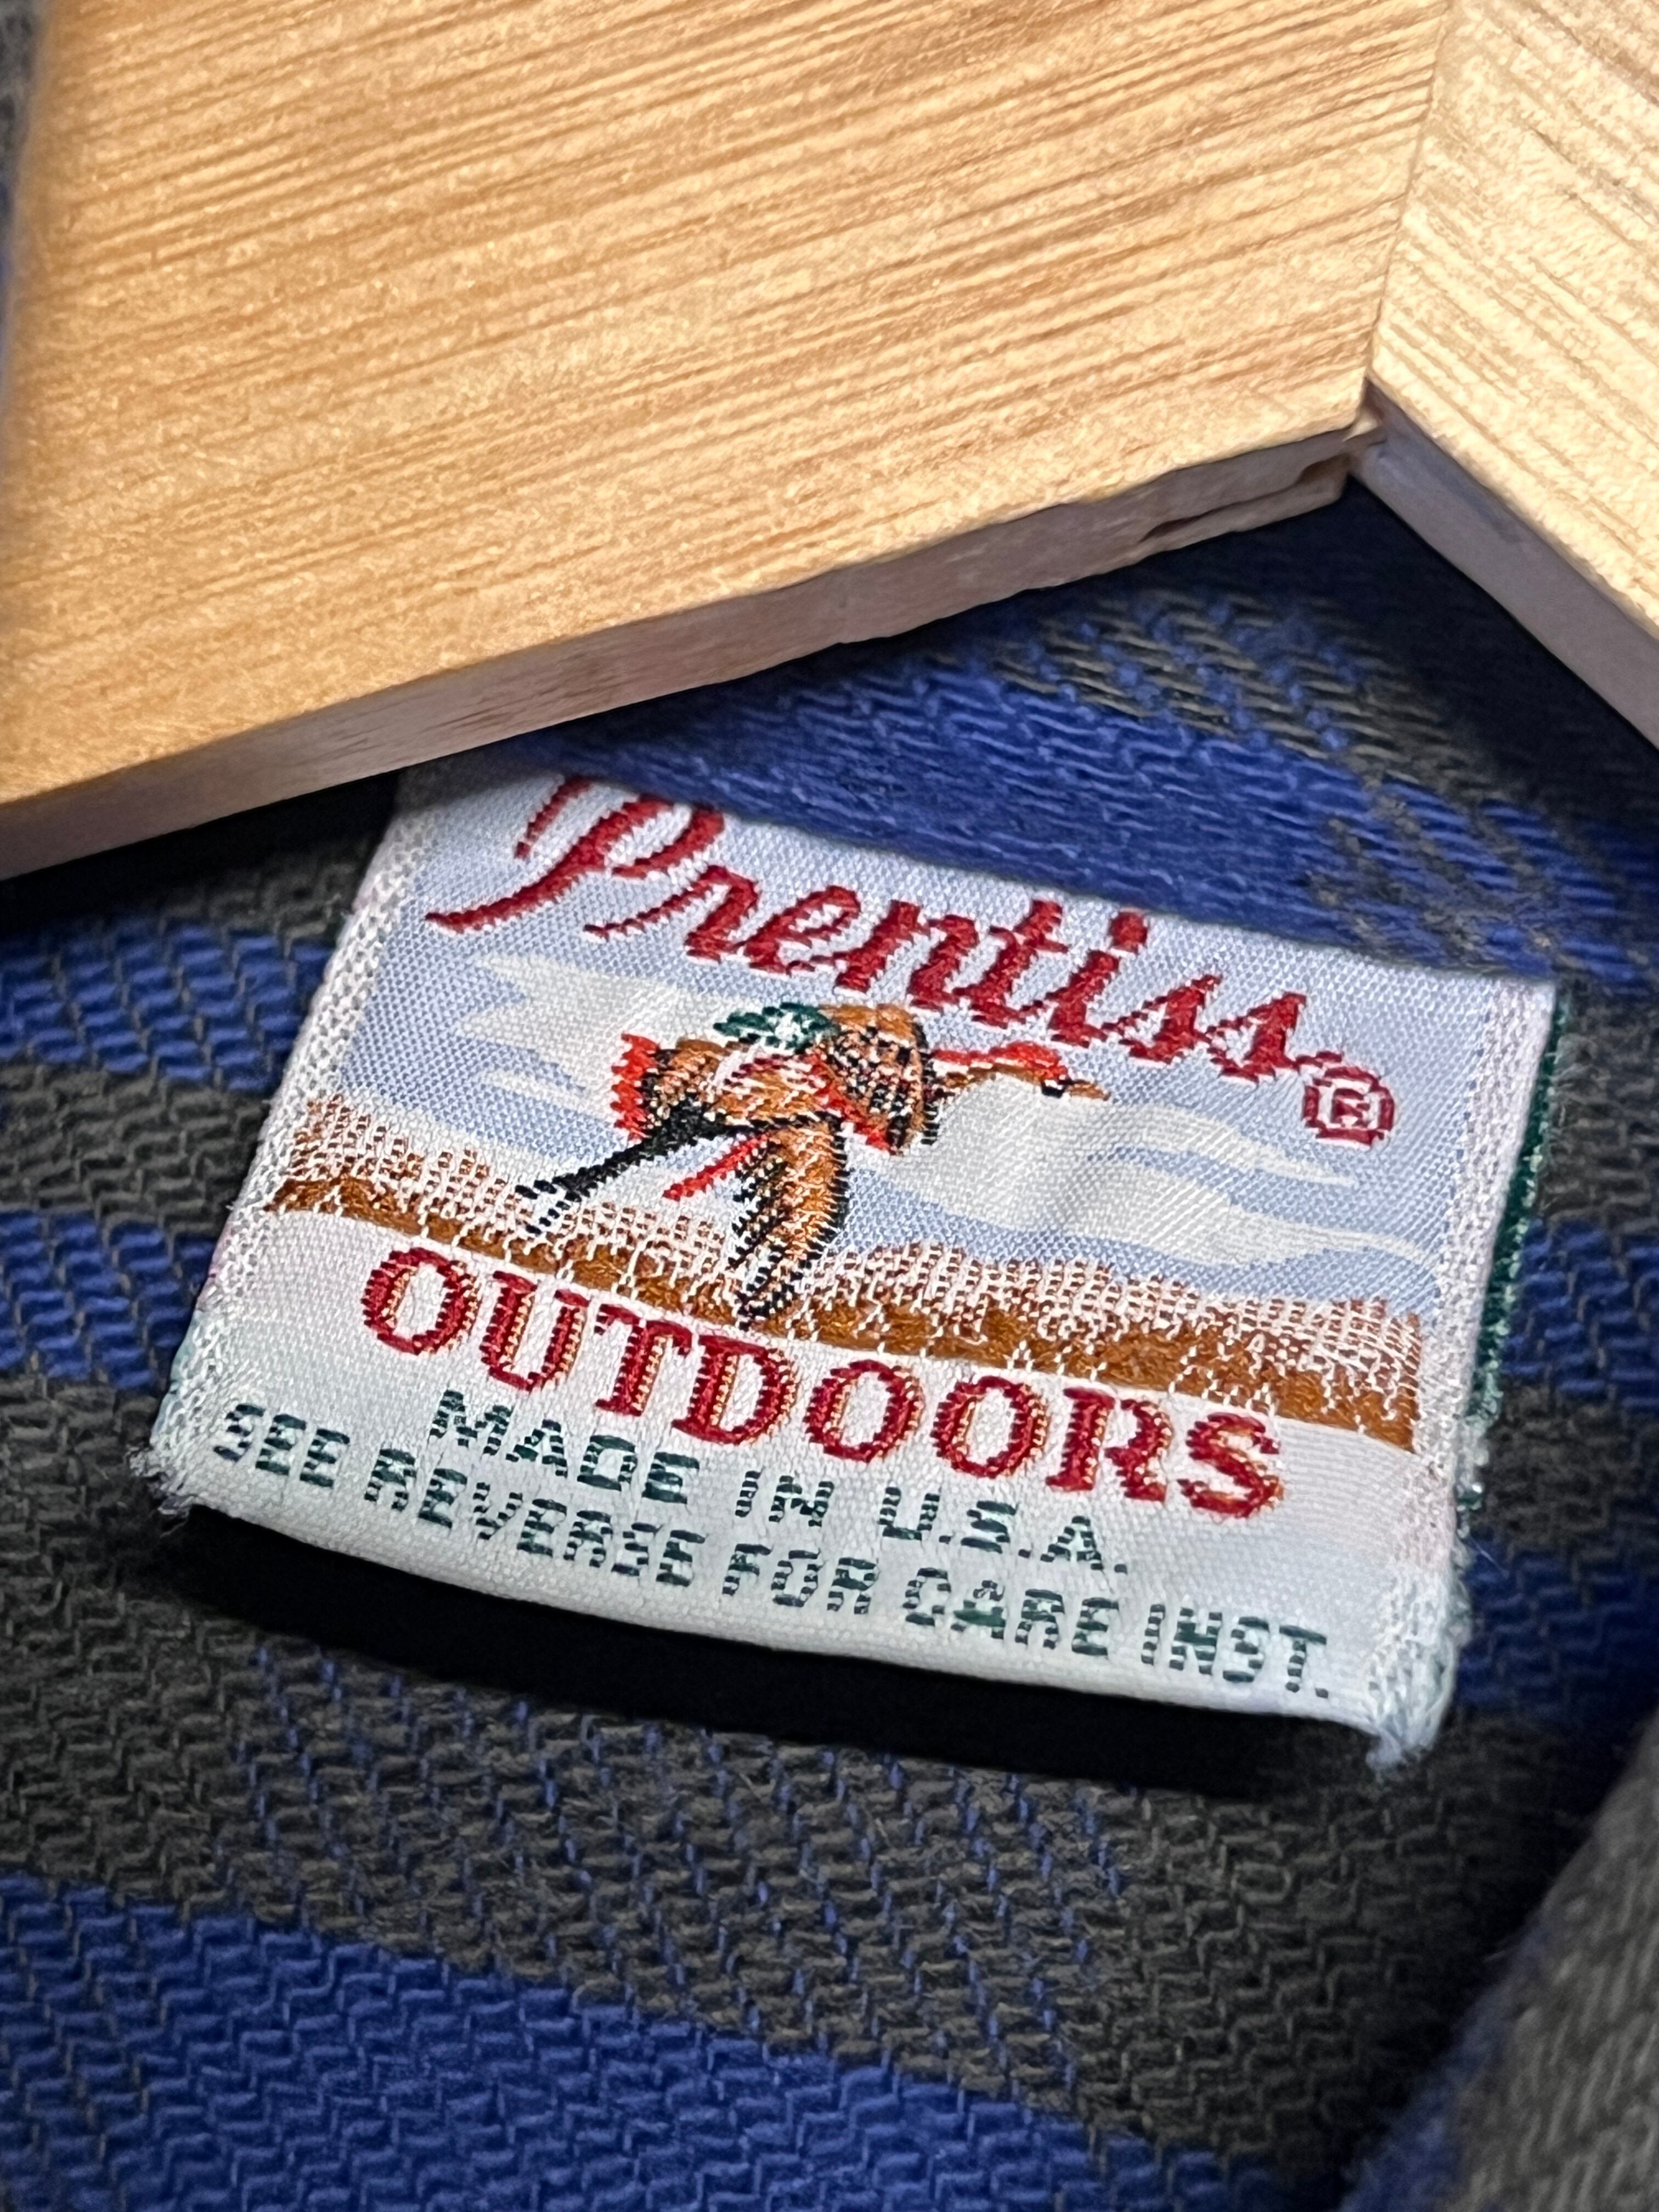 Prentiss®
OUTDOORS
MADE IN U.S.A.
SEE REVERSE FOR CARE INST.